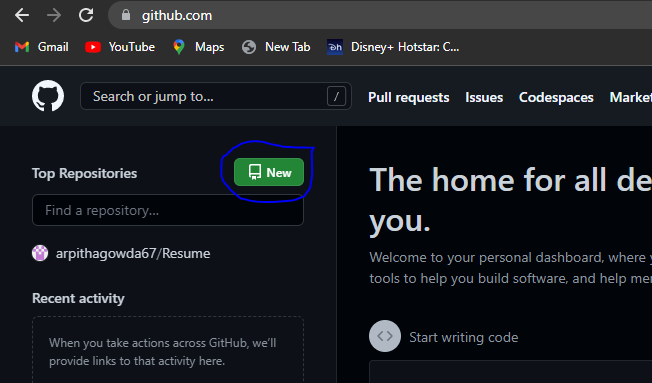 github.com
Gmail YouTube Maps New Tab Disney+ Hotstar: C...
Search or jump to... / Pull requests Issues Codespaces Market
Top Repositories New
Find a repository...
arpithagowda67/Resume
Recent activity
When you take actions across GitHub, we'll
provide links to that activity here.
The home for all de
you.
Welcome to your personal dashboard, where y
tools to help you build software, and help mem
Start writing code